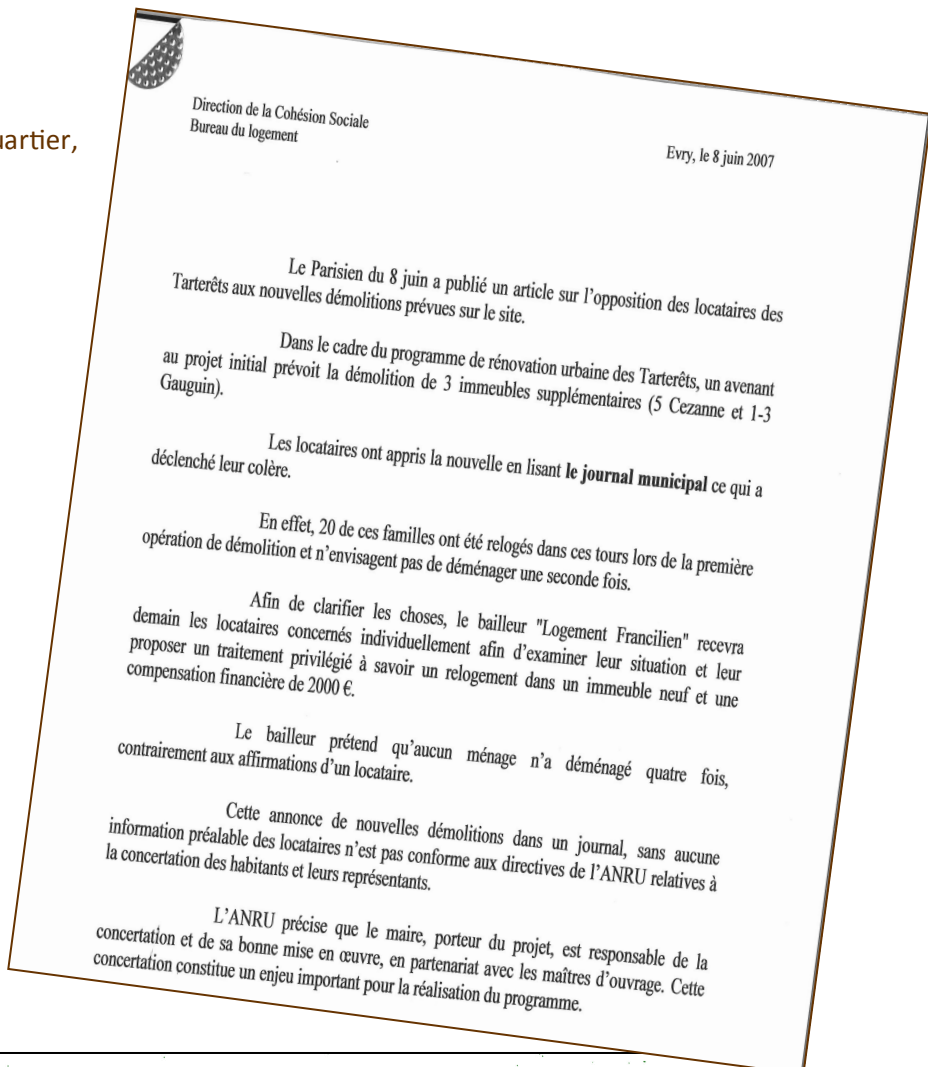 uartier,
Direction de la Cohésion Sociale
Bureau du logement
Evry, le 8 juin 2007
Le Parisien du 8 juin a publié un article sur l'opposition des locataires des
Tarterêts aux nouvelles démolitions prévues sur le site.
Dans le cadre du programme de rénovation urbaine des Tarterêts, un avenant
au projet initial prévoit la démolition de 3 immeubles supplémentaires (5 Cezanne et 1-3
Gauguin).
Les locataires ont appris la nouvelle en lisant le journal municipal ce qui a
déclenché leur colère.
En effet, 20 de ces familles ont été relogés dans ces tours lors de la première
opération de démolition et n'envisagent pas de déménager une seconde fois.
Afin de clarifier les choses, le bailleur "Logement Francilien" recevra
demain les locataires concernés individuellement afin d'examiner leur situation et leur
proposer un traitement privilégié à savoir un relogement dans un immeuble neuf et une
compensation financière de 2000 €.
Le bailleur prétend qu'aucun ménage n'a déménagé quatre fois,
contrairement aux affirmations d'un locataire.
Cette annonce de nouvelles démolitions dans un journal, sans aucune
information préalable des locataires n'est pas conforme aux directives de l'ANRU relatives à
la concertation des habitants et leurs représentants.
L'ANRU précise que le maire, porteur du projet, est responsable de la
concertation et de sa bonne mise en œuvre, en partenariat avec les maîtres d'ouvrage. Cette
concertation constitue un enjeu important pour la réalisation du programme.